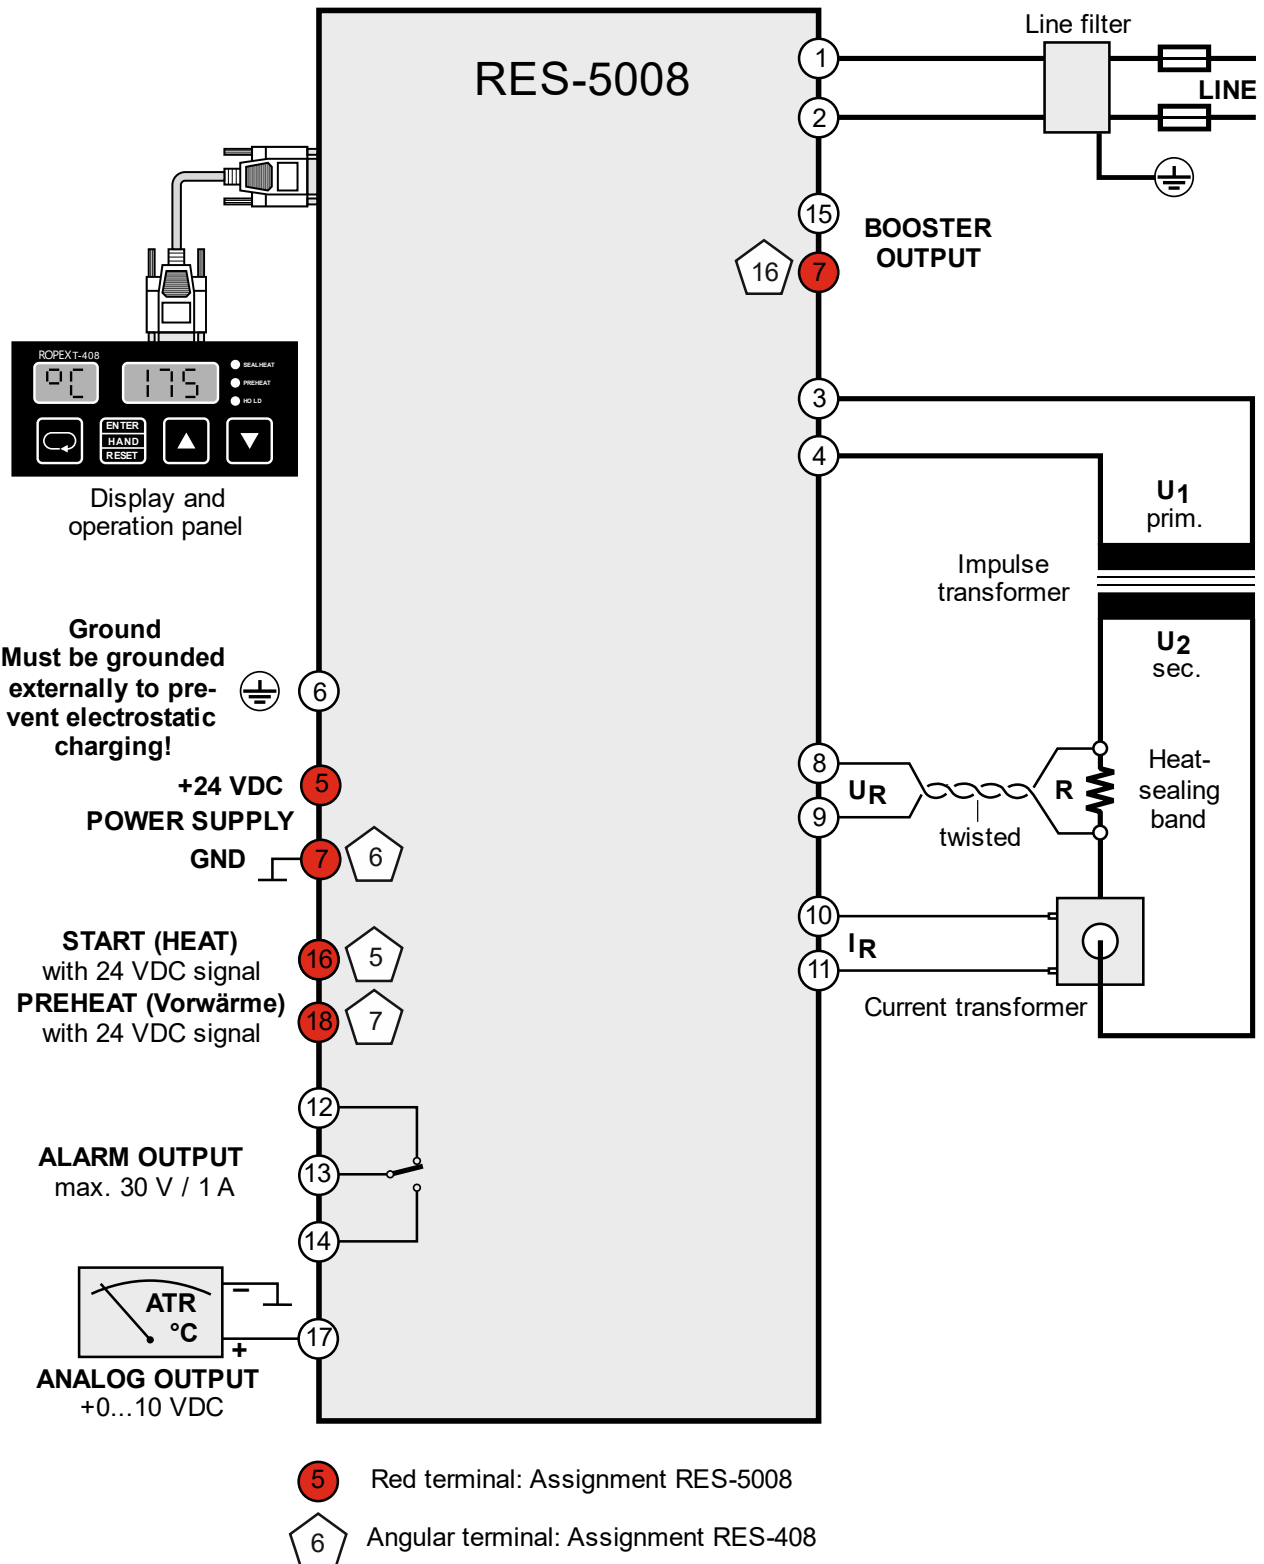 RES-5008
Line filter
LINE
1
2
15
BOOSTER
OUTPUT
16
7
ROPEX T-408
°C
175
SEALHEAT
PREHEAT
HOLD
ENTER
HAND
RESET
Display and
operation panel
3
4
U1
prim.
Impulse
transformer
U2
sec.
Ground
Must be grounded
externally to pre-
vent electrostatic
charging!
6
+24 VDC
5
POWER SUPPLY
GND
7
6
8
UR
9
twisted
R
Heat-
sealing
band
START (HEAT)
with 24 VDC signal
16
5
PREHEAT (Vorwärme)
with 24 VDC signal
18
7
10
IR
11
Current transformer
12
ALARM OUTPUT
max. 30 V / 1 A
13
14
ATR
°C
−
+
17
ANALOG OUTPUT
+0...10 VDC
5
Red terminal: Assignment RES-5008
6
Angular terminal: Assignment RES-408